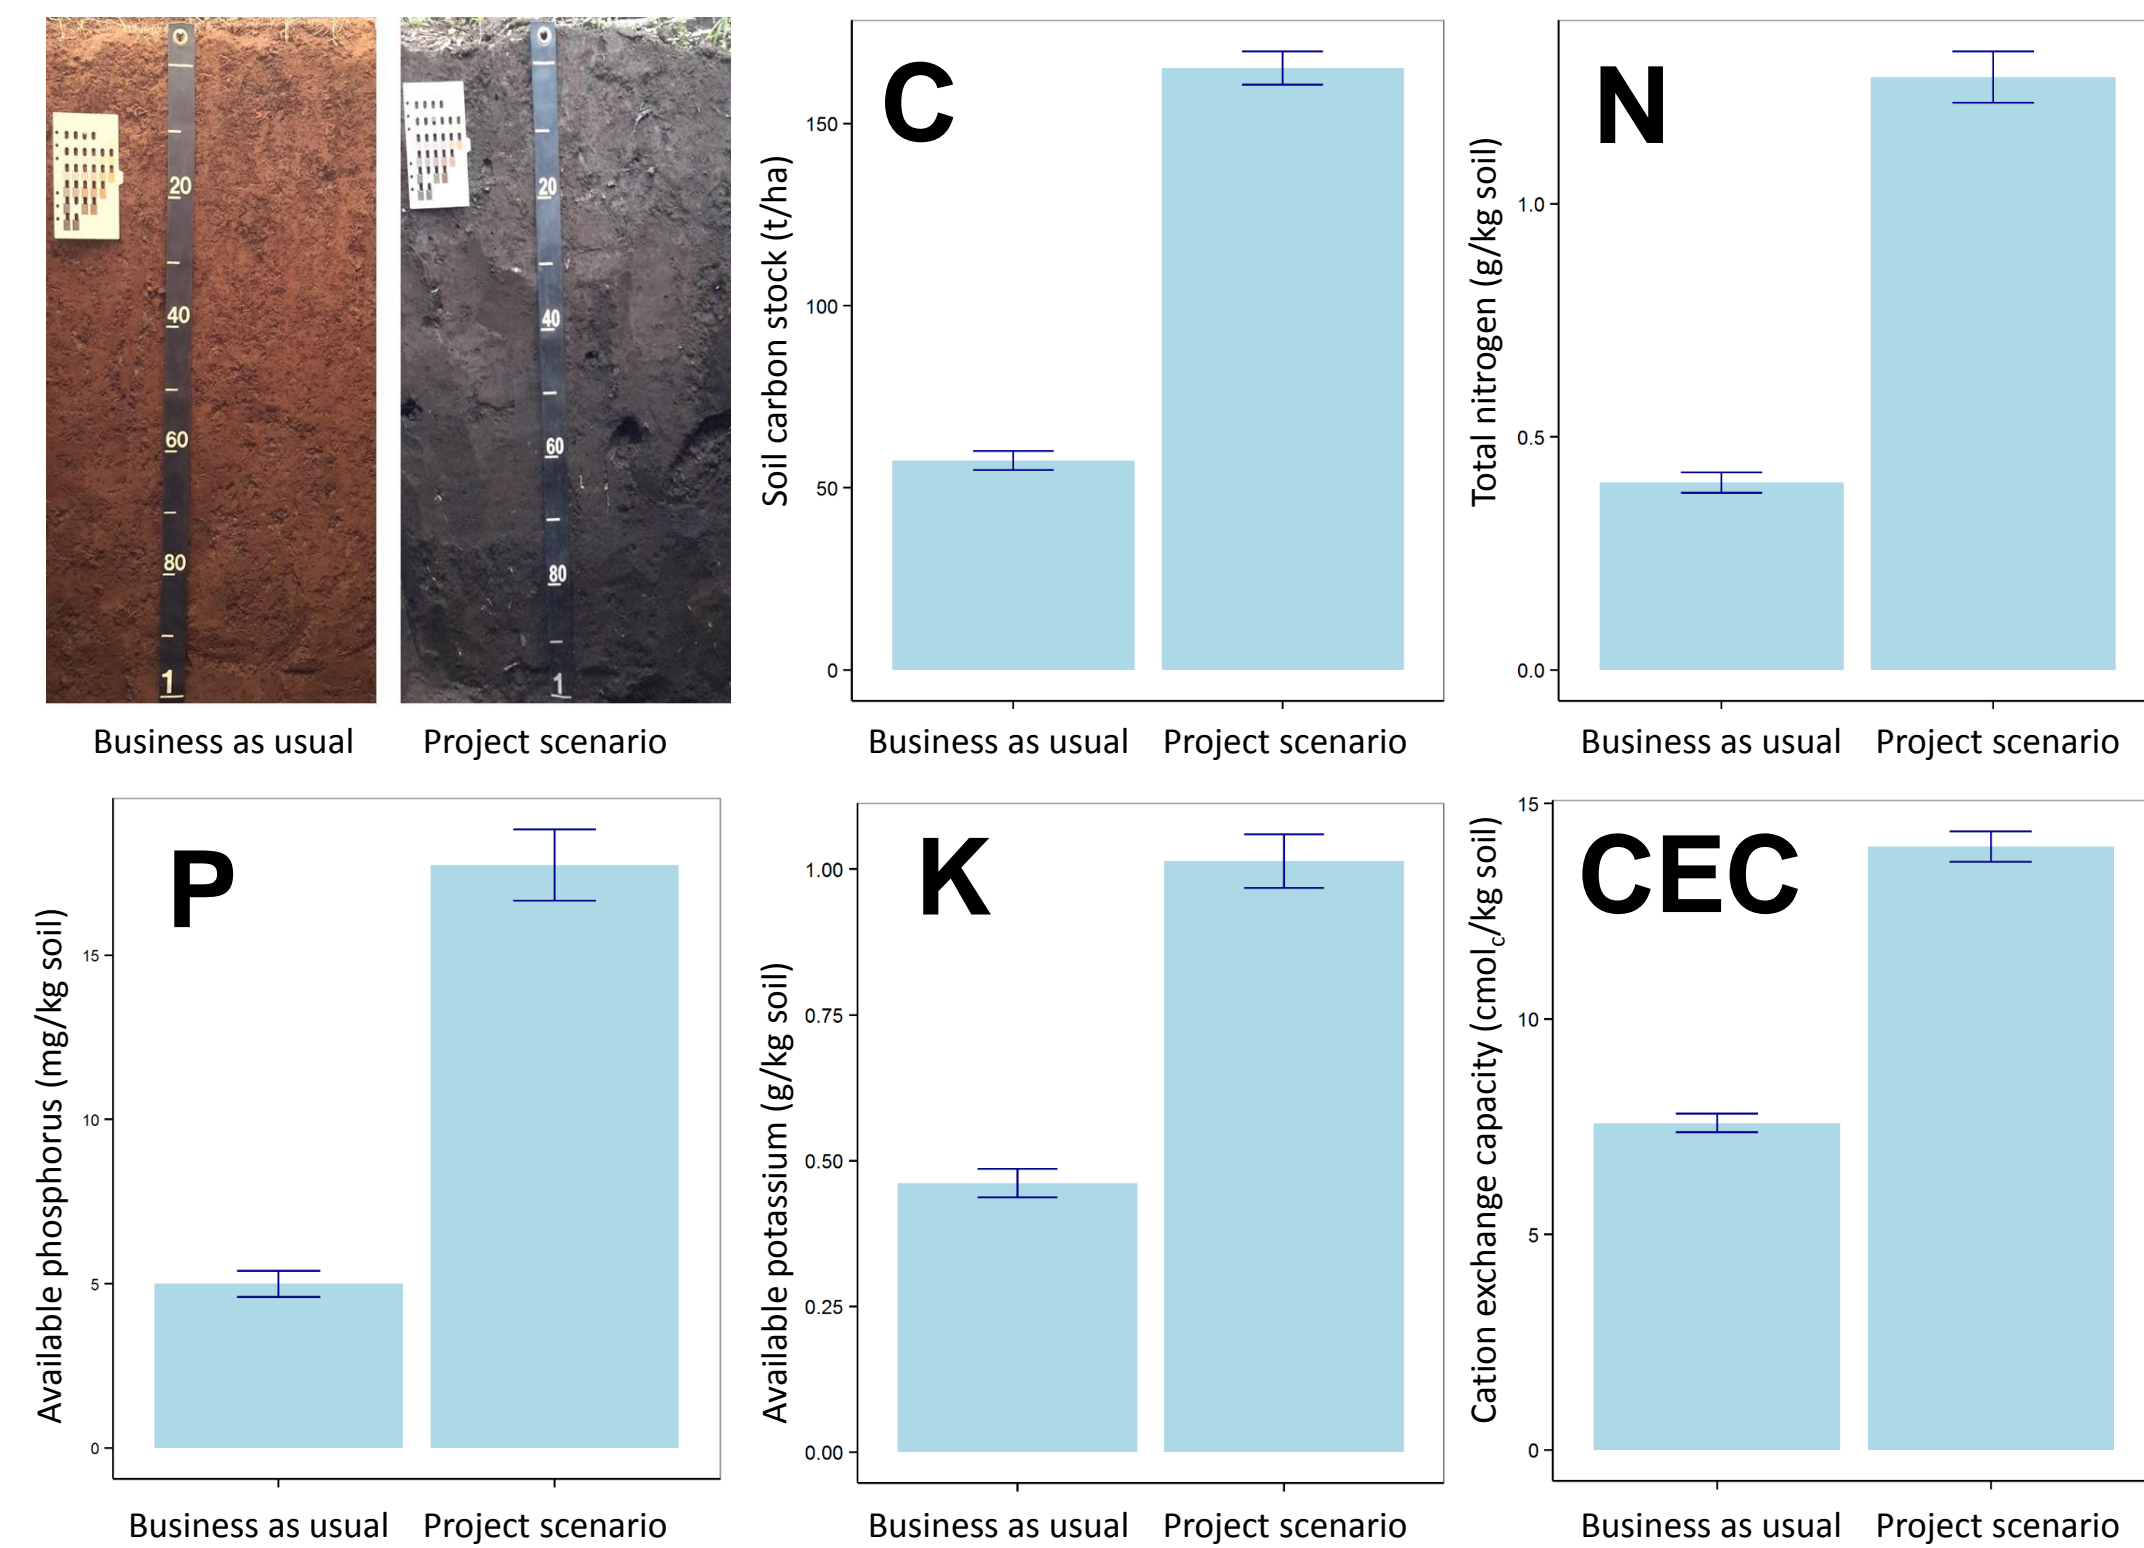 20
40
60
80
1
Business as usual
20
40
60
80
1
Project scenario
C
Soil carbon stock (t/ha)
150
100
50
0
Business as usual Project scenario
N
Total nitrogen (g/kg soil)
1.0
0.5
0.0
Business as usual Project scenario
P
Available phosphorus (mg/kg soil)
15
10
5
0
Business as usual Project scenario
K
Available potassium (g/kg soil)
1.00
0.75
0.50
0.25
0.00
Business as usual Project scenario
CEC
Cation exchange capacity (cmolc/kg soil)
15
10
5
0
Business as usual Project scenario